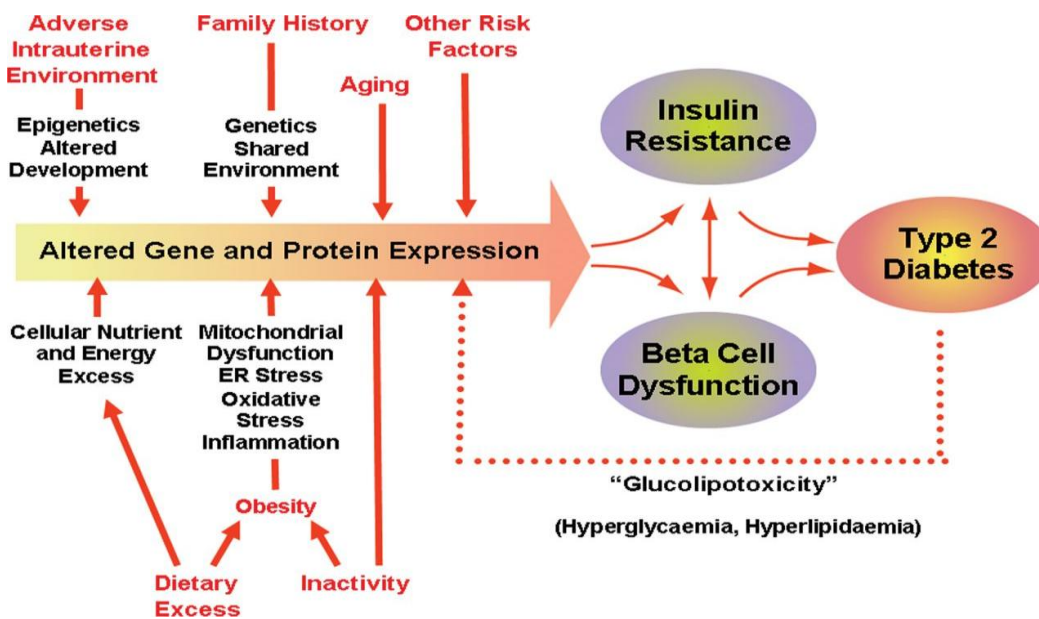 Adverse
Intrauterine
Environment
Family History
Aging
Other Risk
Factors
Epigenetics
Altered
Development
Genetics
Shared
Environment
Altered Gene and Protein Expression
Insulin
Resistance
Type 2
Diabetes
Beta Cell
Dysfunction
Cellular Nutrient
and Energy
Excess
Mitochondrial
Dysfunction
ER Stress
Oxidative
Stress
Inflammation
Obesity
Dietary
Excess
Inactivity
“Glucolipotoxicity”
(Hyperglycaemia, Hyperlipidaemia)